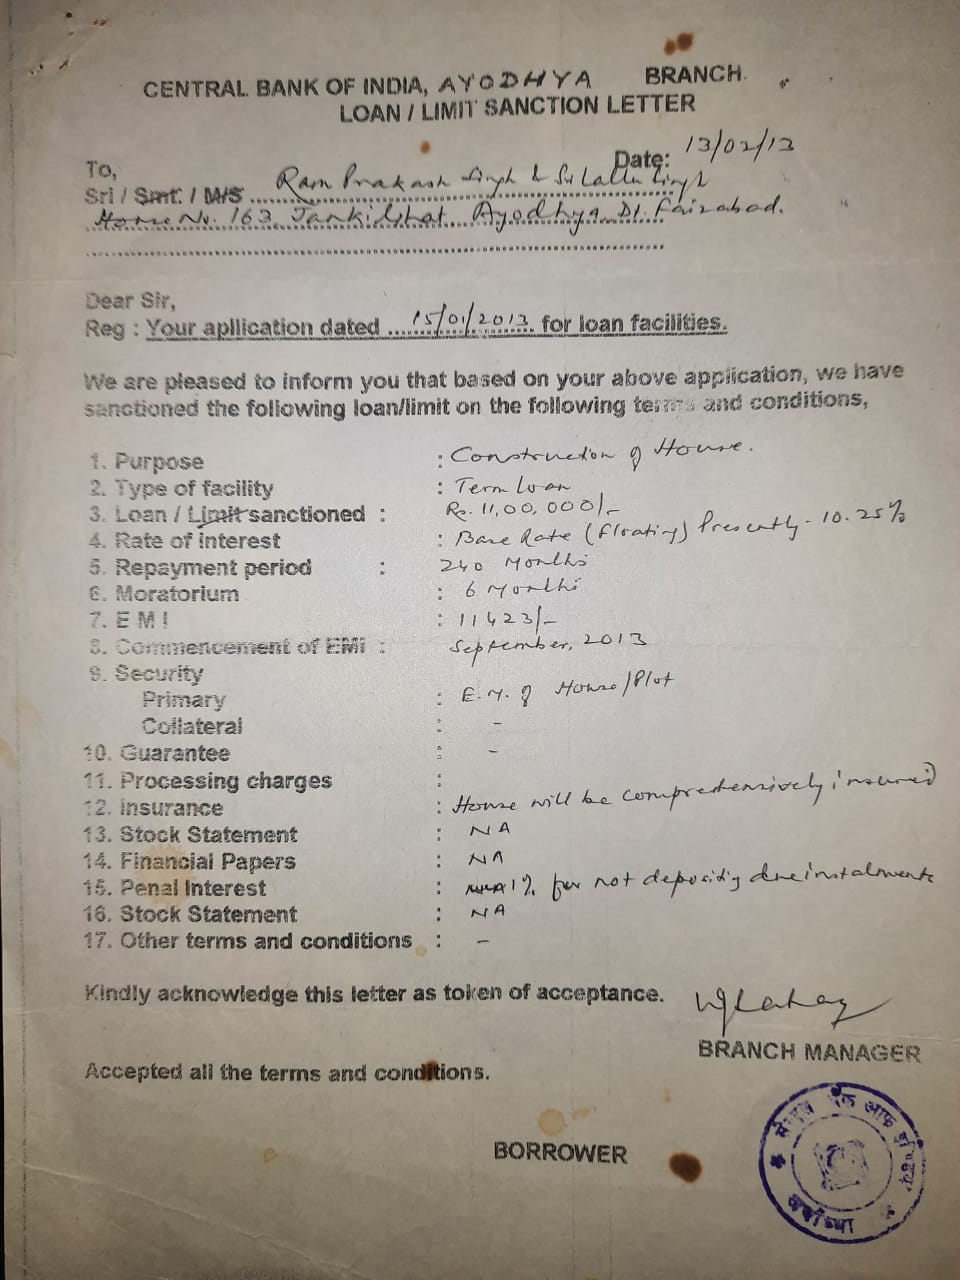 CENTRAL BANK OF INDIA, AYODHYA BRANCH
LOAN / LIMIT SANCTION LETTER
Date: 13/02/13
To,
Sri / Smt. / M/S Ram Prakash Singh & Sri Lallu Singh
House No. 163, Jankighat Ayodhya Dt. Faizabad.
Dear Sir,
Reg : Your apllication dated 15/01/2013 for loan facilities.
We are pleased to inform you that based on your above application, we have
sanctioned the following loan/limit on the following terms and conditions,
1. Purpose : Construction of House.
2. Type of facility : Term Loan
3. Loan / Limit sanctioned : Rs. 11,00,000/-
4. Rate of interest : Base Rate (floating) Presently - 10.25%
5. Repayment period : 240 Months
6. Moratorium : 6 Months
7. E M I : 11423/-
8. Commencement of EMI : September, 2013
9. Security
Primary : E.M. of House/Plot
Collateral : -
10. Guarantee : -
11. Processing charges :
12. Insurance : House will be comprehensively insured
13. Stock Statement : NA
14. Financial Papers : NA
15. Penal Interest : 1% for not depositing due instalments
16. Stock Statement : NA
17. Other terms and conditions : -
Kindly acknowledge this letter as token of acceptance.
BRANCH MANAGER
Accepted all the terms and conditions.
BORROWER
सेन्ट्रल बैंक आफ इन्डिया